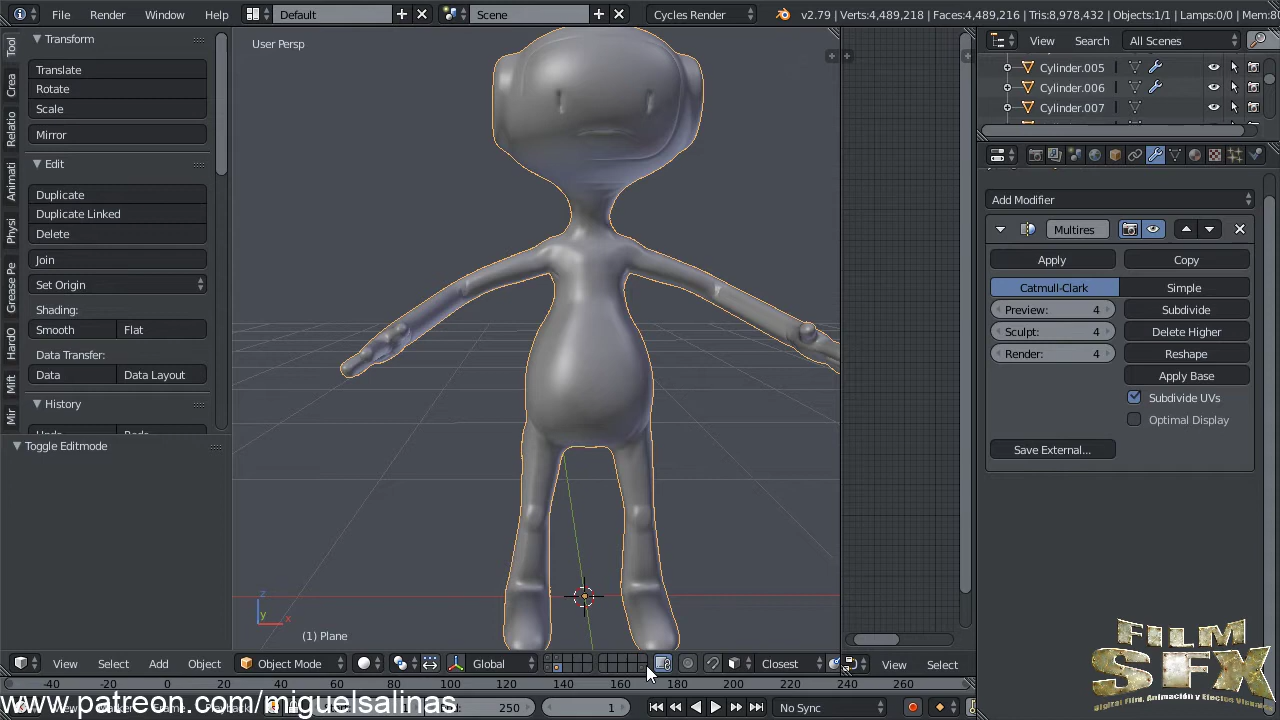 File Render Window Help Default Scene Cycles Render v2.79 | Verts:4,489,218 | Faces:4,489,216 | Tris:8,978,432 | Objects:1/1 | Lamps:0/0 |
View Search All Scenes
Tool
Crea
Relatio
Animati
Physi
Grease Pe
HardO
Mirt
Mir
Transform
Translate
Rotate
Scale
Mirror
Edit
Duplicate
Duplicate Linked
Delete
Join
Set Origin
Shading:
Smooth Flat
Data Transfer:
Data Data Layout
History
Toggle Editmode
User Persp
z
y
x
(1) Plane
Cylinder.005
Cylinder.006
Cylinder.007
Add Modifier
Multires
Apply Copy
Catmull-Clark Simple
Preview: 4 Subdivide
Sculpt: 4 Delete Higher
Render: 4 Reshape
Apply Base
Subdivide UVs
Optimal Display
Save External...
View Select Add Object Object Mode Global Closest View Select
-40 -20 0 20 40 60 80 100 120 140 160 180 200 220 240 260
www.patreon.com/miguelsalinas 250 1 No Sync
FILM
SFX
digital Film, Animación y Efectos Visuales